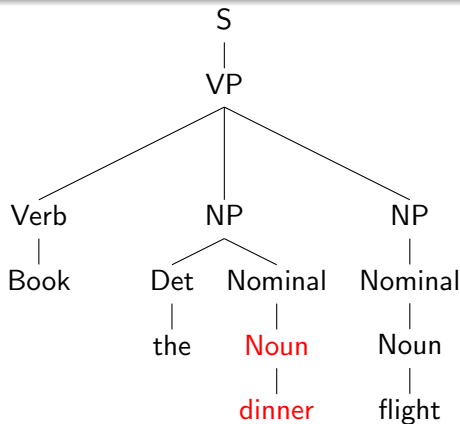 S
VP
Verb NP NP
Book Det Nominal Nominal
the Noun Noun
dinner flight